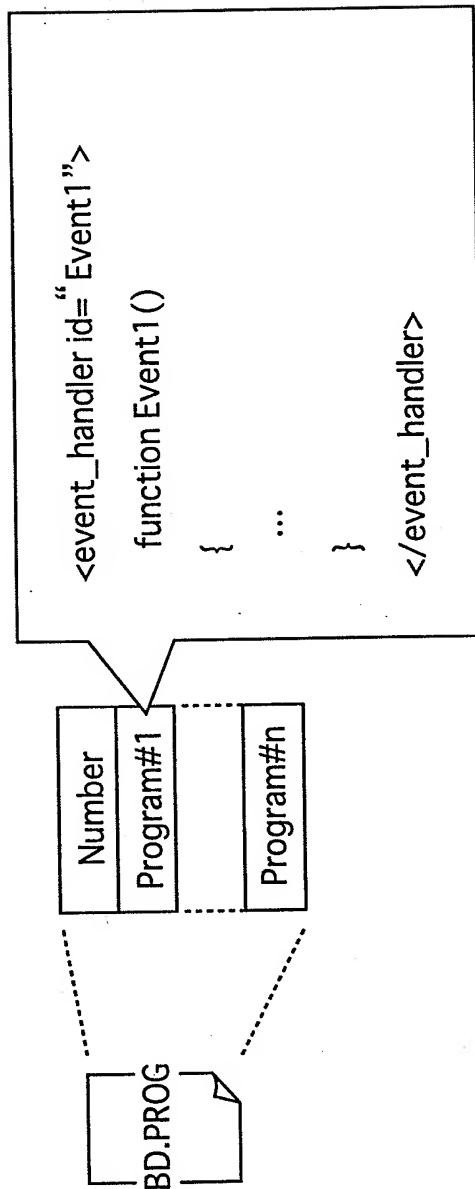 BD.PROG
Number
Program#1
Program#n
<event_handler id=“Event1”>
function Event1()
{
...
}
</event_handler>